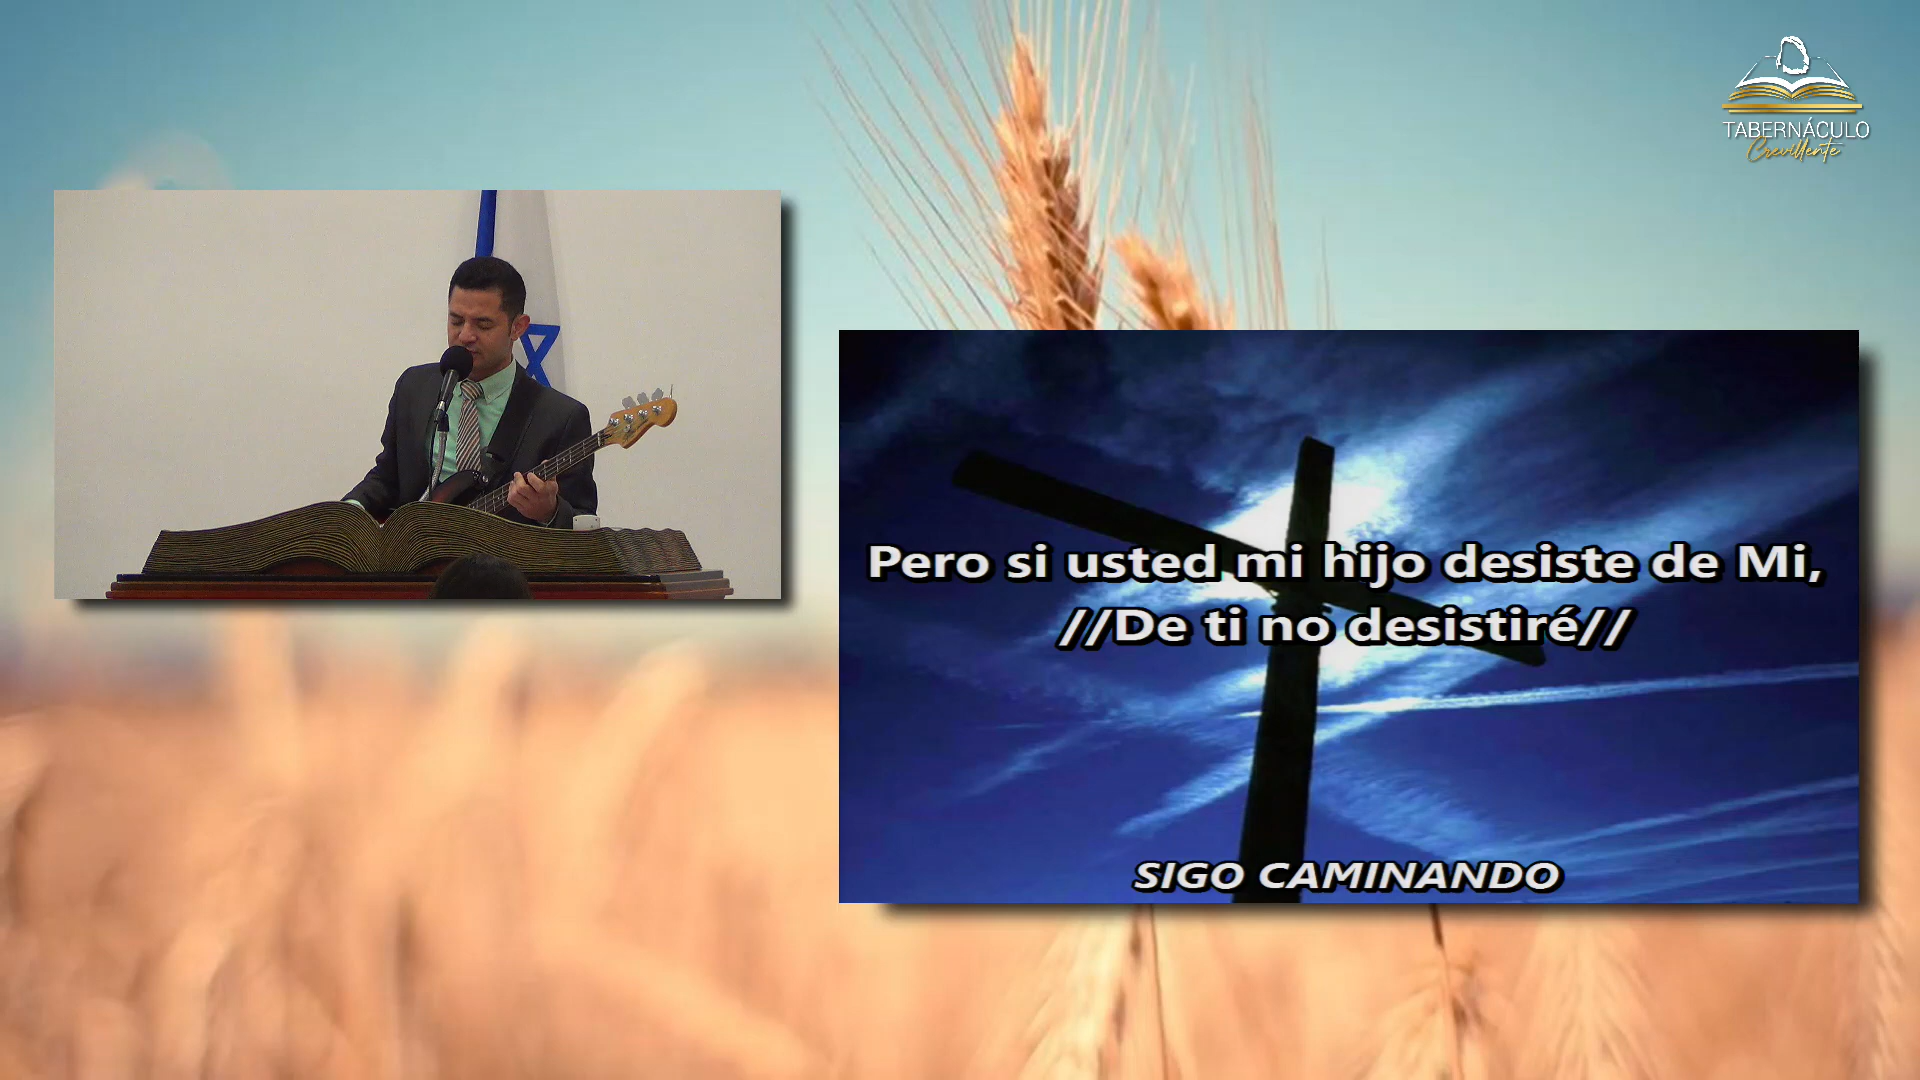 TABERNÁCULO
Crevillente
Pero si usted mi hijo desiste de Mi,
//De ti no desistiré//
SIGO CAMINANDO